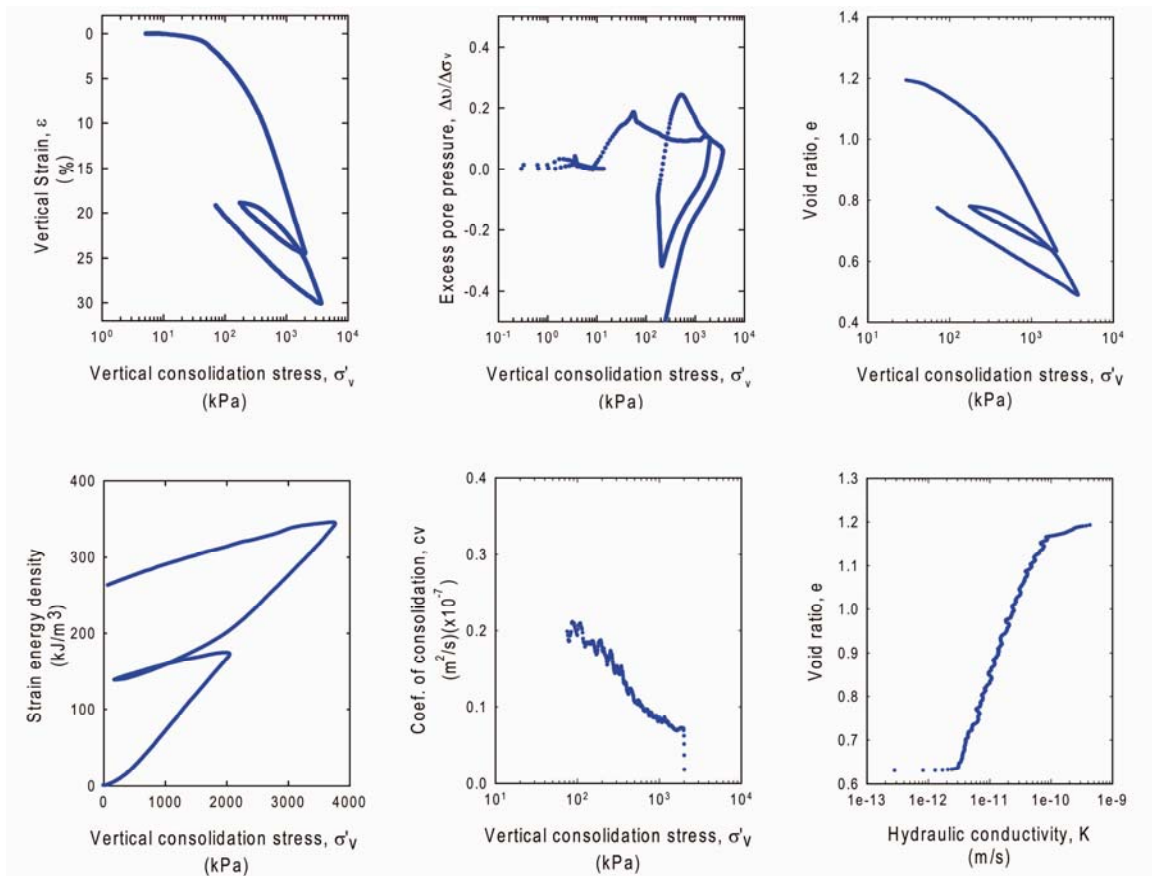 0
5
10
15
20
25
30
Vertical Strain, ε
(%)
10⁰ 10¹ 10² 10³ 10⁴
Vertical consolidation stress, σ'v
(kPa)
0.4
0.2
0.0
-0.2
-0.4
Excess pore pressure, Δυ/Δσv
10⁻¹ 10⁰ 10¹ 10² 10³ 10⁴
Vertical consolidation stress, σ'v
(kPa)
1.4
1.2
1.0
0.8
0.6
0.4
Void ratio, e
10¹ 10² 10³ 10⁴
Vertical consolidation stress, σ'V
(kPa)
400
300
200
100
0
Strain energy density
(kJ/m3)
0 1000 2000 3000 4000
Vertical consolidation stress, σ'V
(kPa)
0.4
0.3
0.2
0.1
0.0
Coef. of consolidation, cv
(m²/s)(x10⁻⁷)
10¹ 10² 10³ 10⁴
Vertical consolidation stress, σ'V
(kPa)
1.3
1.2
1.1
1.0
0.9
0.8
0.7
0.6
Void ratio, e
1e-13 1e-12 1e-11 1e-10 1e-9
Hydraulic conductivity, K
(m/s)